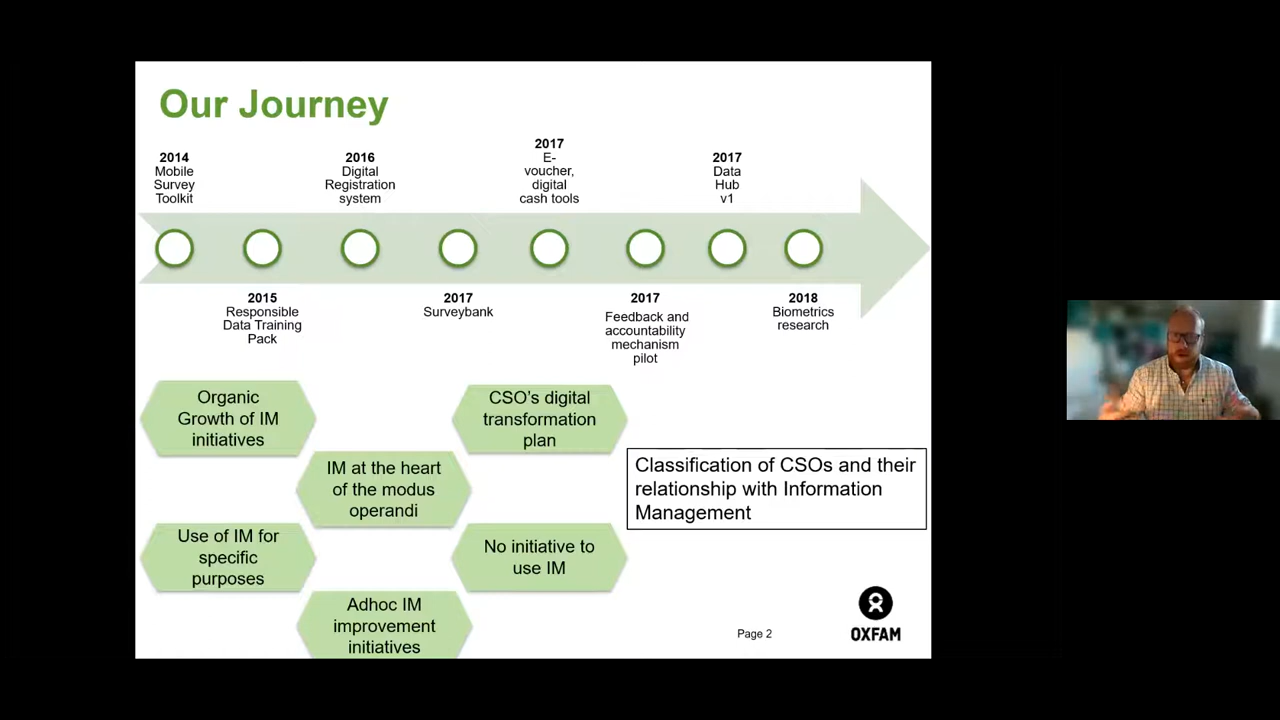 Our Journey
2014
Mobile
Survey
Toolkit
2016
Digital
Registration
system
2017
E-
voucher,
digital
cash tools
2017
Data
Hub
v1
2015
Responsible
Data Training
Pack
2017
Surveybank
2017
Feedback and
accountability
mechanism
pilot
2018
Biometrics
research
Organic
Growth of IM
initiatives
CSO's digital
transformation
plan
IM at the heart
of the modus
operandi
Classification of CSOs and their
relationship with Information
Management
Use of IM for
specific
purposes
No initiative to
use IM
Adhoc IM
improvement
initiatives
Page 2
OXFAM